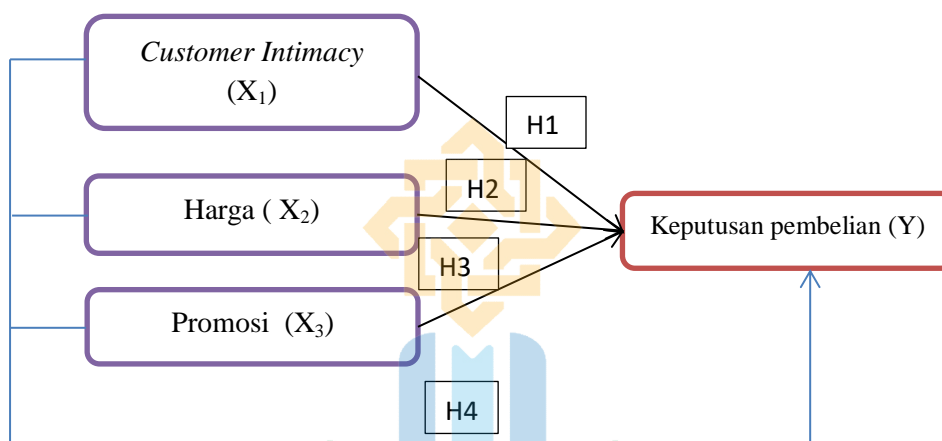 Customer Intimacy
(X₁)
H1
H2
Harga ( X₂)
Keputusan pembelian (Y)
H3
Promosi (X₃)
H4